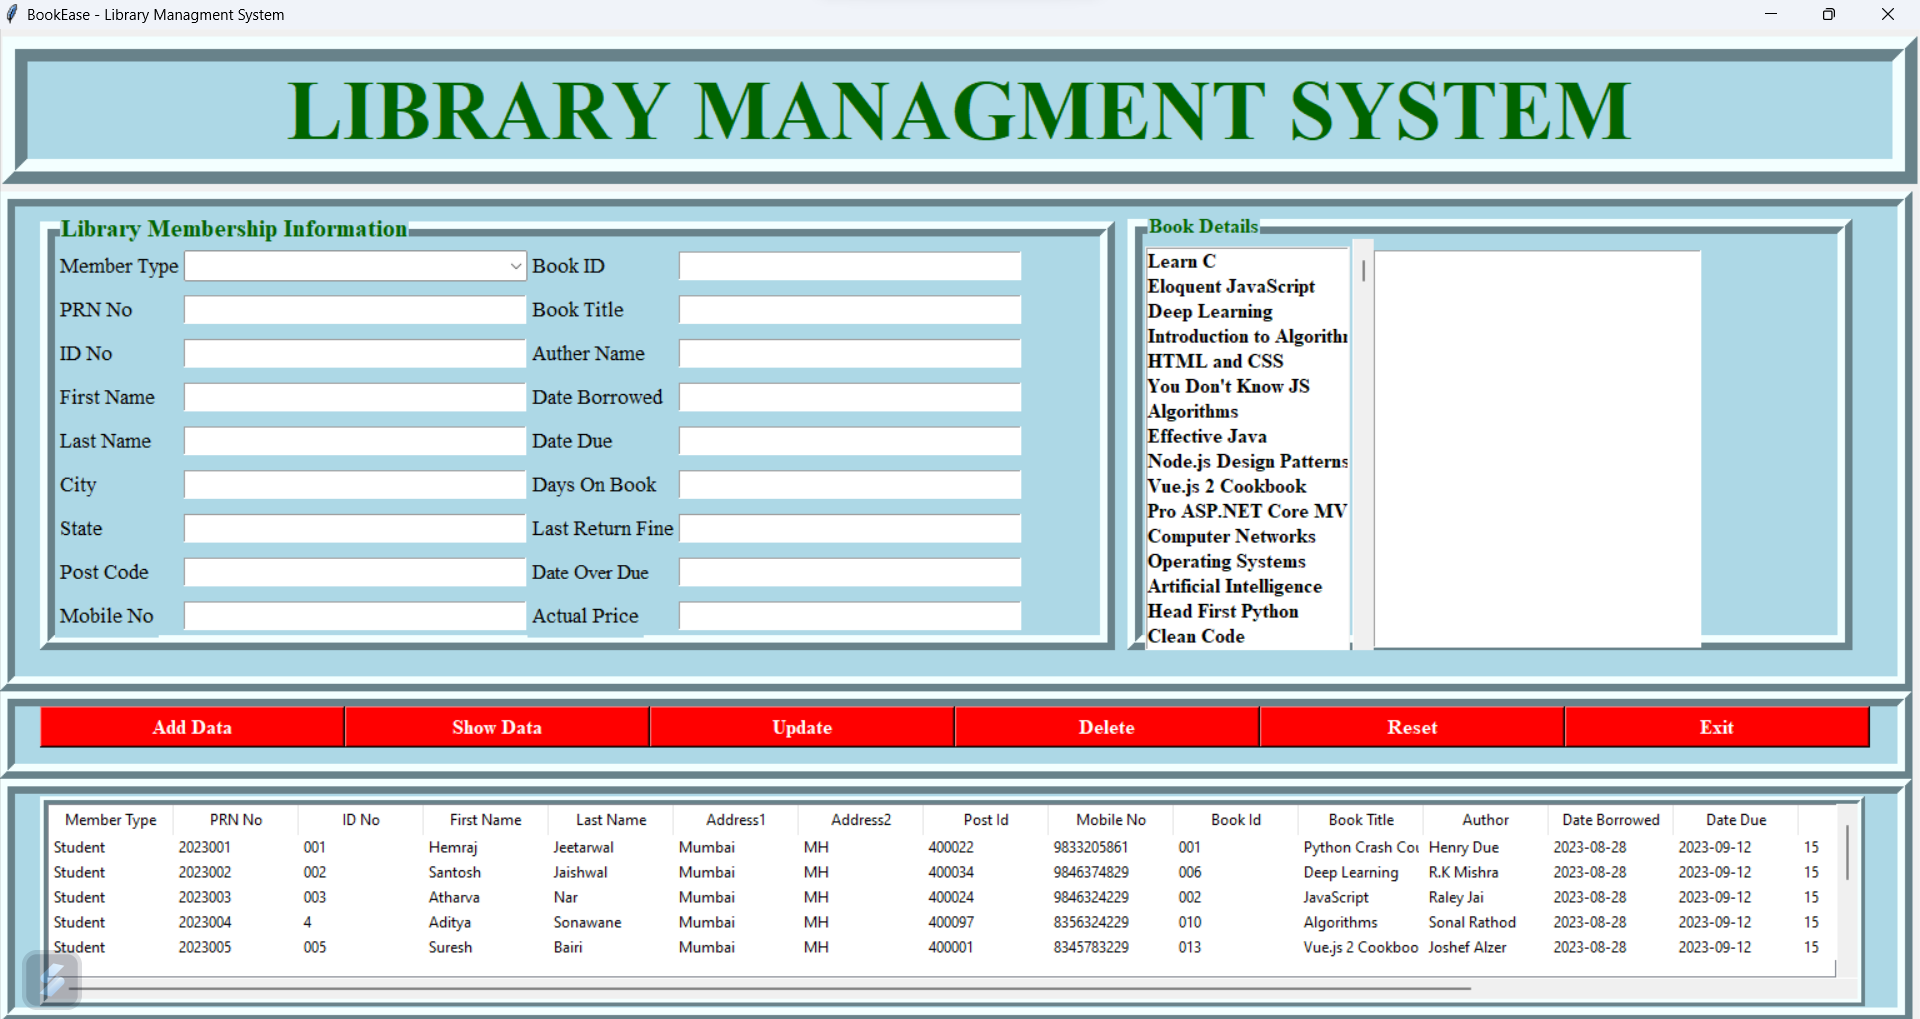 BookEase - Library Managment System
LIBRARY MANAGMENT SYSTEM
Library Membership Information
Member Type Book ID
PRN No Book Title
ID No Auther Name
First Name Date Borrowed
Last Name Date Due
City Days On Book
State Last Return Fine
Post Code Date Over Due
Mobile No Actual Price
Book Details
Learn C
Eloquent JavaScript
Deep Learning
Introduction to Algorith
HTML and CSS
You Don't Know JS
Algorithms
Effective Java
Node.js Design Patterns
Vue.js 2 Cookbook
Pro ASP.NET Core MV
Computer Networks
Operating Systems
Artificial Intelligence
Head First Python
Clean Code
Add Data Show Data Update Delete Reset Exit
Member Type PRN No ID No First Name Last Name Address1 Address2 Post Id Mobile No Book Id Book Title Author Date Borrowed Date Due
Student 2023001 001 Hemraj Jeetarwal Mumbai MH 400022 9833205861 001 Python Crash Cou Henry Due 2023-08-28 2023-09-12 15
Student 2023002 002 Santosh Jaishwal Mumbai MH 400034 9846374829 006 Deep Learning R.K Mishra 2023-08-28 2023-09-12 15
Student 2023003 003 Atharva Nar Mumbai MH 400024 9846324229 002 JavaScript Raley Jai 2023-08-28 2023-09-12 15
Student 2023004 4 Aditya Sonawane Mumbai MH 400097 8356324229 010 Algorithms Sonal Rathod 2023-08-28 2023-09-12 15
Student 2023005 005 Suresh Bairi Mumbai MH 400001 8345783229 013 Vue.js 2 Cookboo Joshef Alzer 2023-08-28 2023-09-12 15